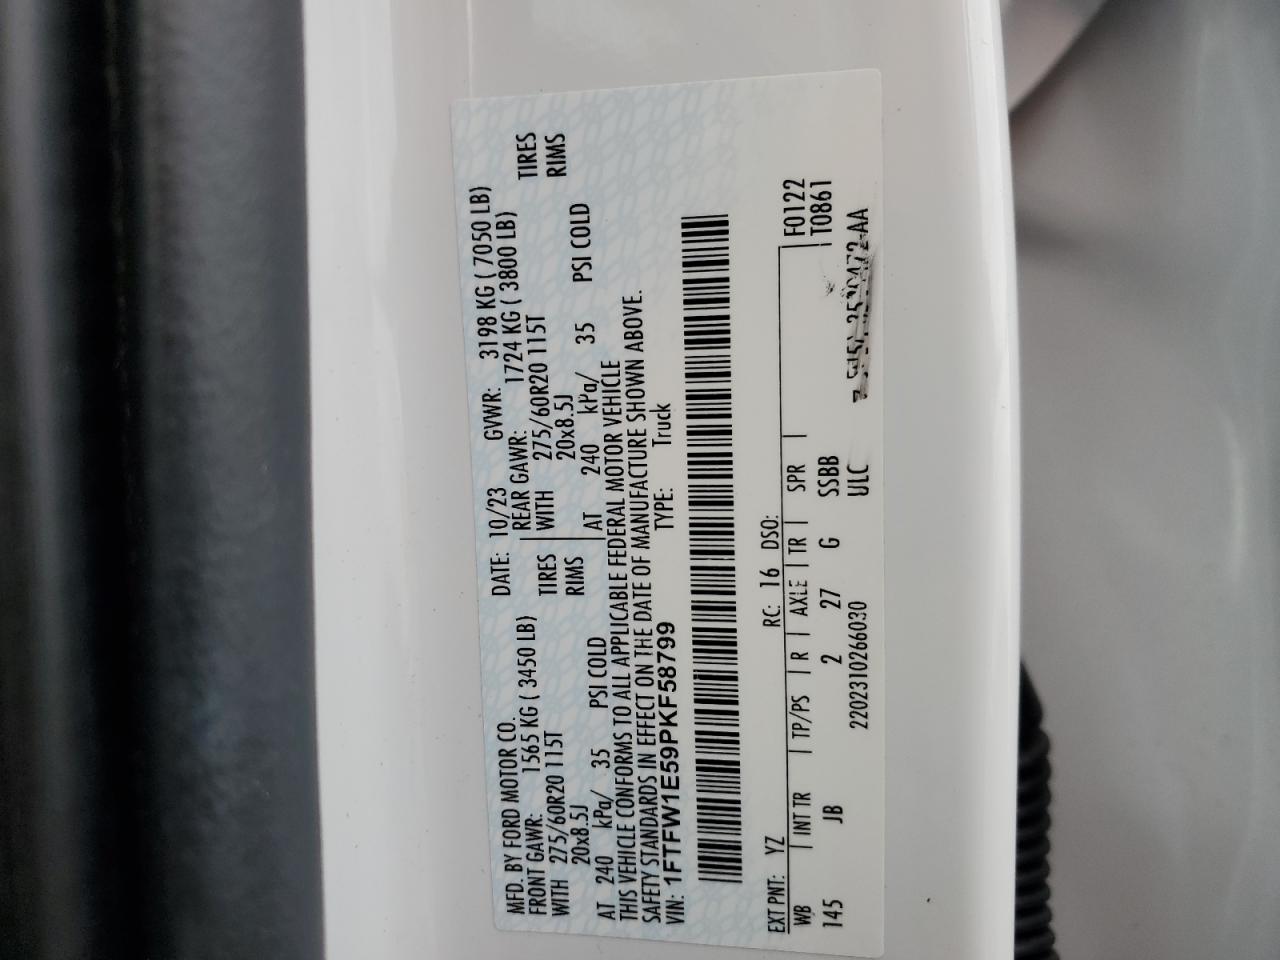 MFD. BY FORD MOTOR CO.
DATE: 10/23 GVWR: 3198 KG ( 7050 LB)
FRONT GAWR: 1565 KG ( 3450 LB)
REAR GAWR: 1724 KG ( 3800 LB)
WITH 275/60R20 115T TIRES
WITH 275/60R20 115T TIRES
20x8.5J RIMS
20x8.5J RIMS
AT 240 kPa/ 35 PSI COLD
AT 240 kPa/ 35 PSI COLD
THIS VEHICLE CONFORMS TO ALL APPLICABLE FEDERAL MOTOR VEHICLE
SAFETY STANDARDS IN EFFECT ON THE DATE OF MANUFACTURE SHOWN ABOVE.
VIN: 1FTFW1E59PKF58799 TYPE: Truck
EXT PNT: YZ RC: 16 DSO: F0122
WB INT TR TP/PS R AXLE TR SPR T0861
145 JB 2 27 G SSBB
2202310266030 ULC